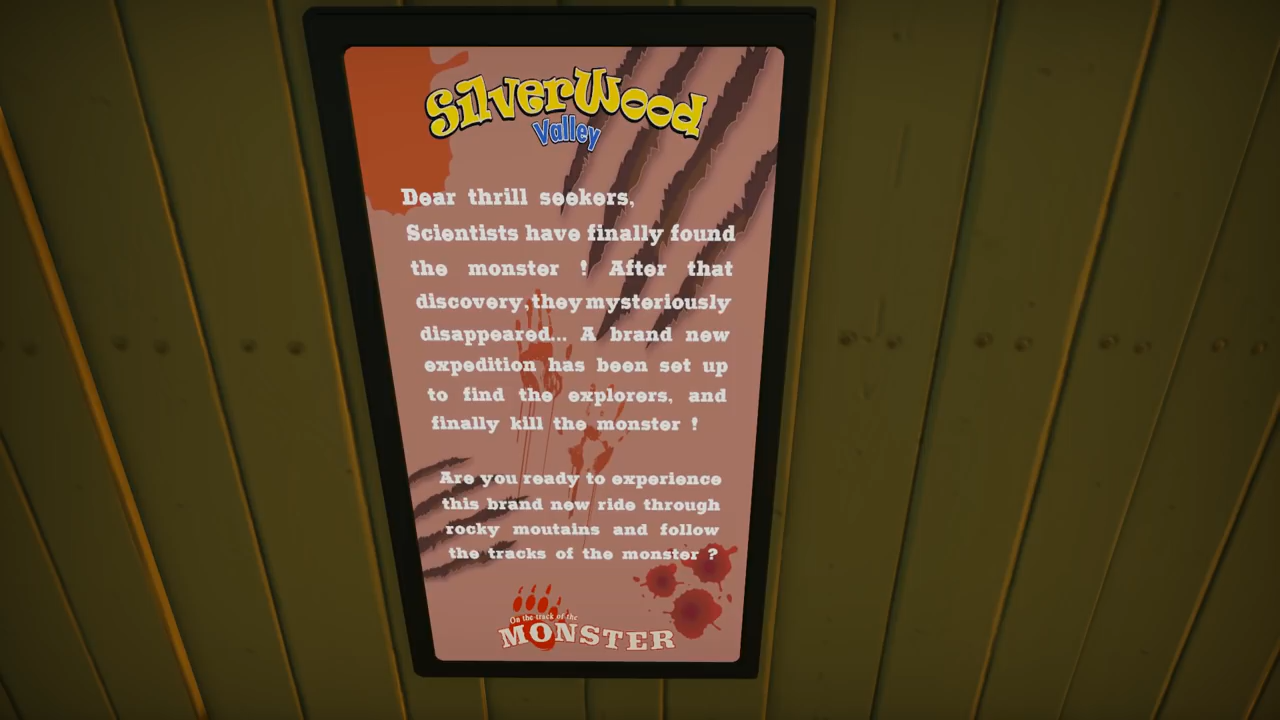 SilverWood
Valley
Dear thrill seekers,
Scientists have finally found
the monster ! After that
discovery, they mysteriously
disappeared... A brand new
expedition has been set up
to find the explorers, and
finally kill the monster !
Are you ready to experience
this brand new ride through
rocky moutains and follow
the tracks of the monster ?
On the track of the
MONSTER